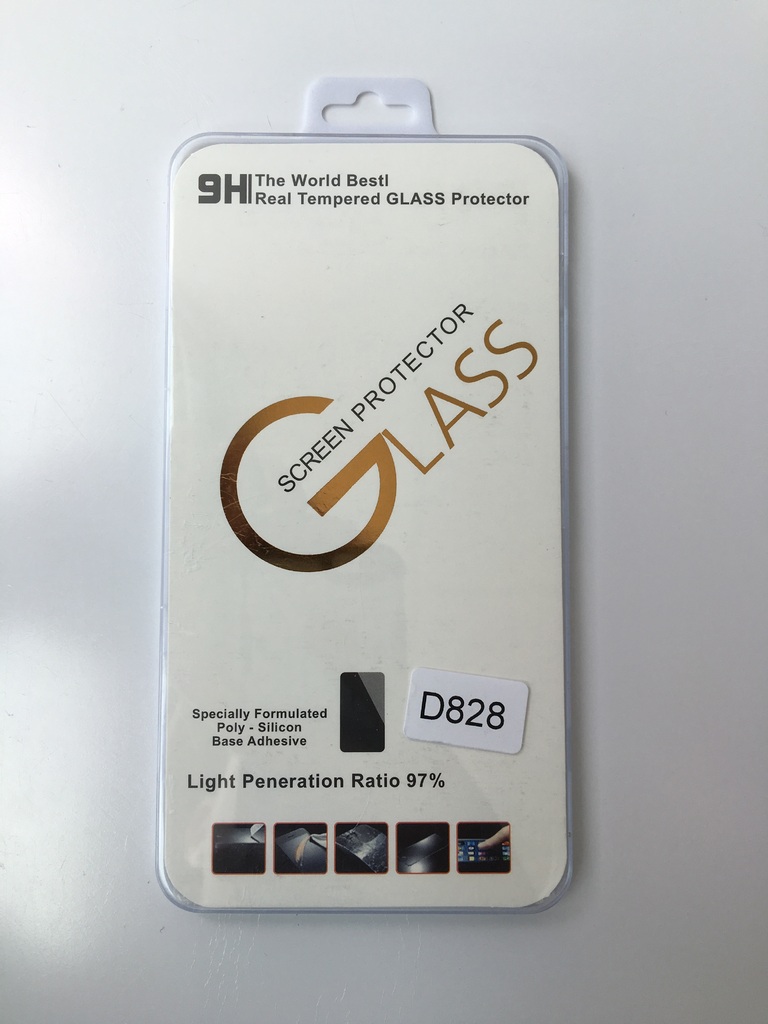 9H
The World Bestl
Real Tempered GLASS Protector
SCREEN PROTECTOR
GLASS
Specially Formulated
Poly - Silicon
Base Adhesive
D828
Light Peneration Ratio 97%